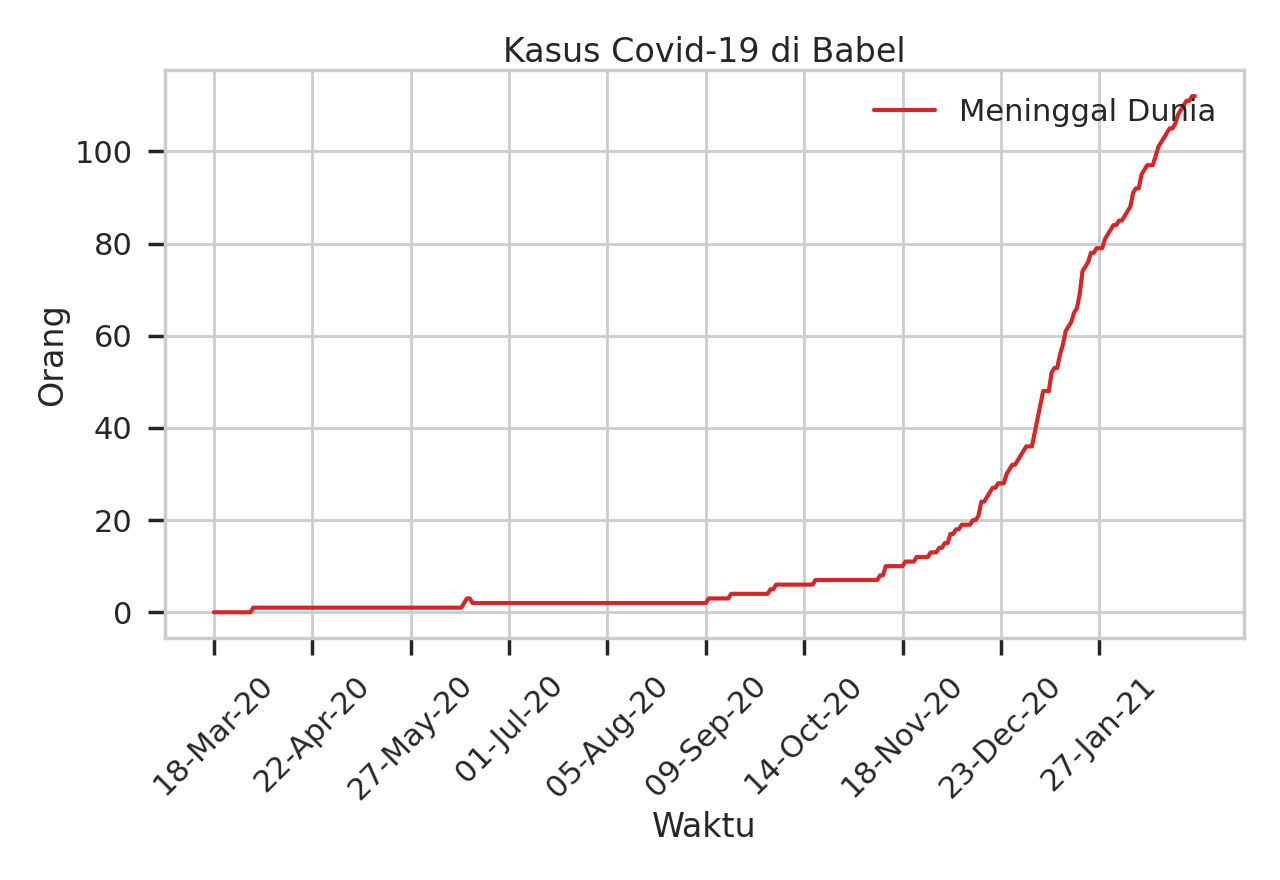 Kasus Covid-19 di Babel
Meninggal Dunia
Orang
100
80
60
40
20
0
18-Mar-20
22-Apr-20
27-May-20
01-Jul-20
05-Aug-20
09-Sep-20
14-Oct-20
18-Nov-20
23-Dec-20
27-Jan-21
Waktu